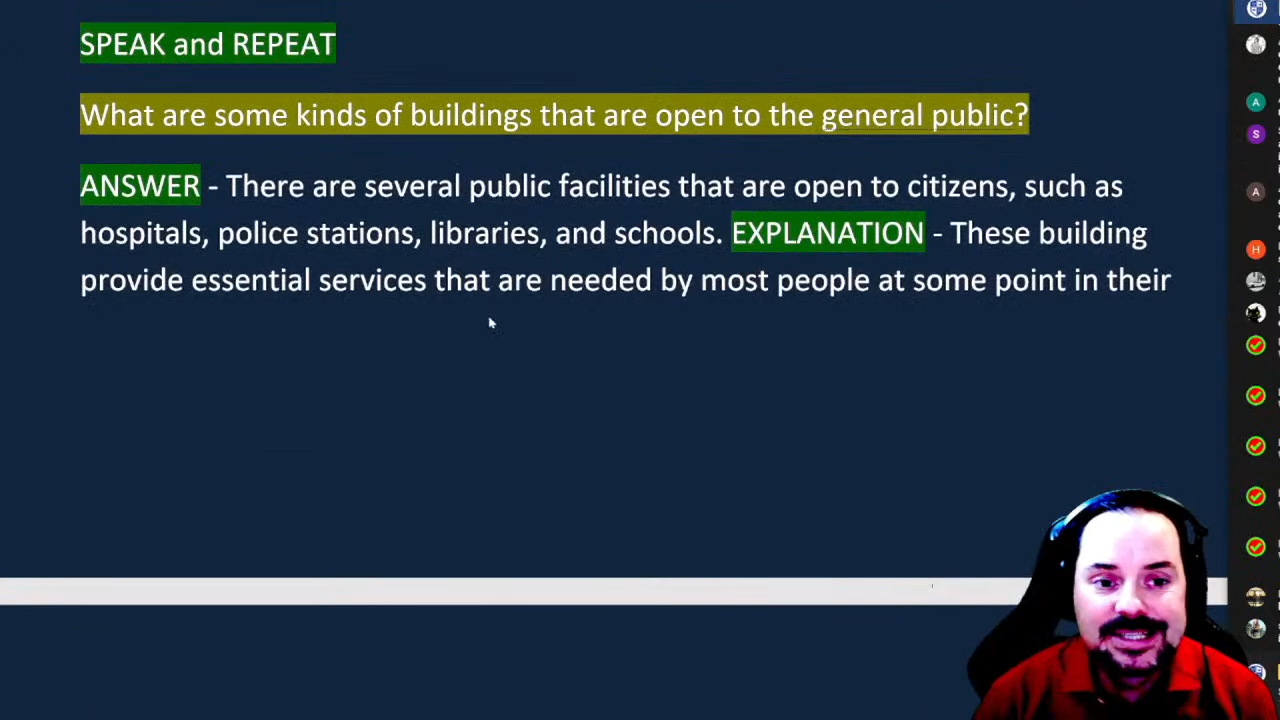 SPEAK and REPEAT
What are some kinds of buildings that are open to the general public?
ANSWER - There are several public facilities that are open to citizens, such as
hospitals, police stations, libraries, and schools. EXPLANATION - These building
provide essential services that are needed by most people at some point in their
A
S
A
H